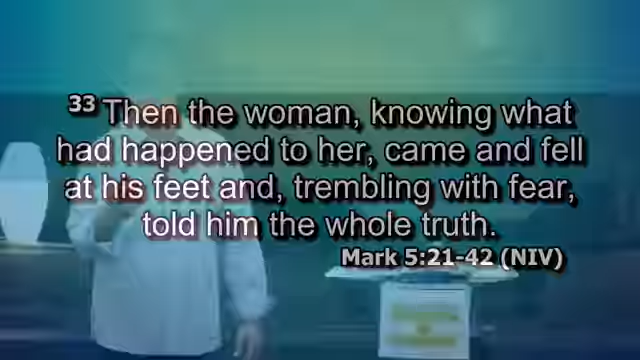 33 Then the woman, knowing what
had happened to her, came and fell
at his feet and, trembling with fear,
told him the whole truth.
Mark 5:21-42 (NIV)